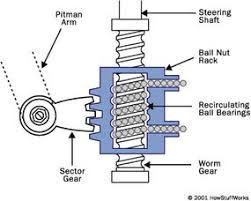 Pitman
Arm
Steering
Shaft
Ball Nut
Rack
Recirculating
Ball Bearings
Sector
Gear
Worm
Gear
© 2001 HowStuffWorks